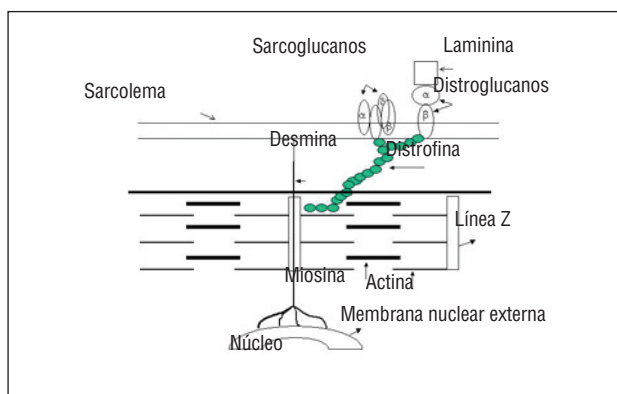 Sarcoglucanos
Laminina
Distroglucanos
Sarcolema
α
δ
β
α
β
Desmina
Distrofina
Línea Z
Miosina
Actina
Membrana nuclear externa
Núcleo